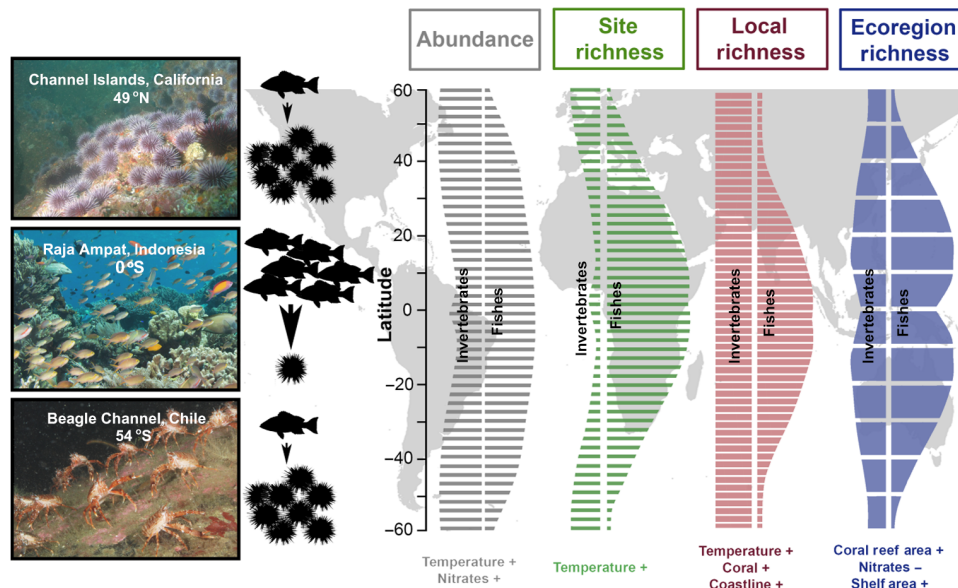 Abundance
Site
richness
Local
richness
Ecoregion
richness
Channel Islands, California
49 °N
Raja Ampat, Indonesia
0 °S
Beagle Channel, Chile
54 °S
Latitude
60
40
20
0
−20
−40
−60
Invertebrates
Fishes
Invertebrates
Fishes
Invertebrates
Fishes
Invertebrates
Fishes
Temperature +
Nitrates +
Temperature +
Temperature +
Coral +
Coastline +
Coral reef area +
Nitrates –
Shelf area +